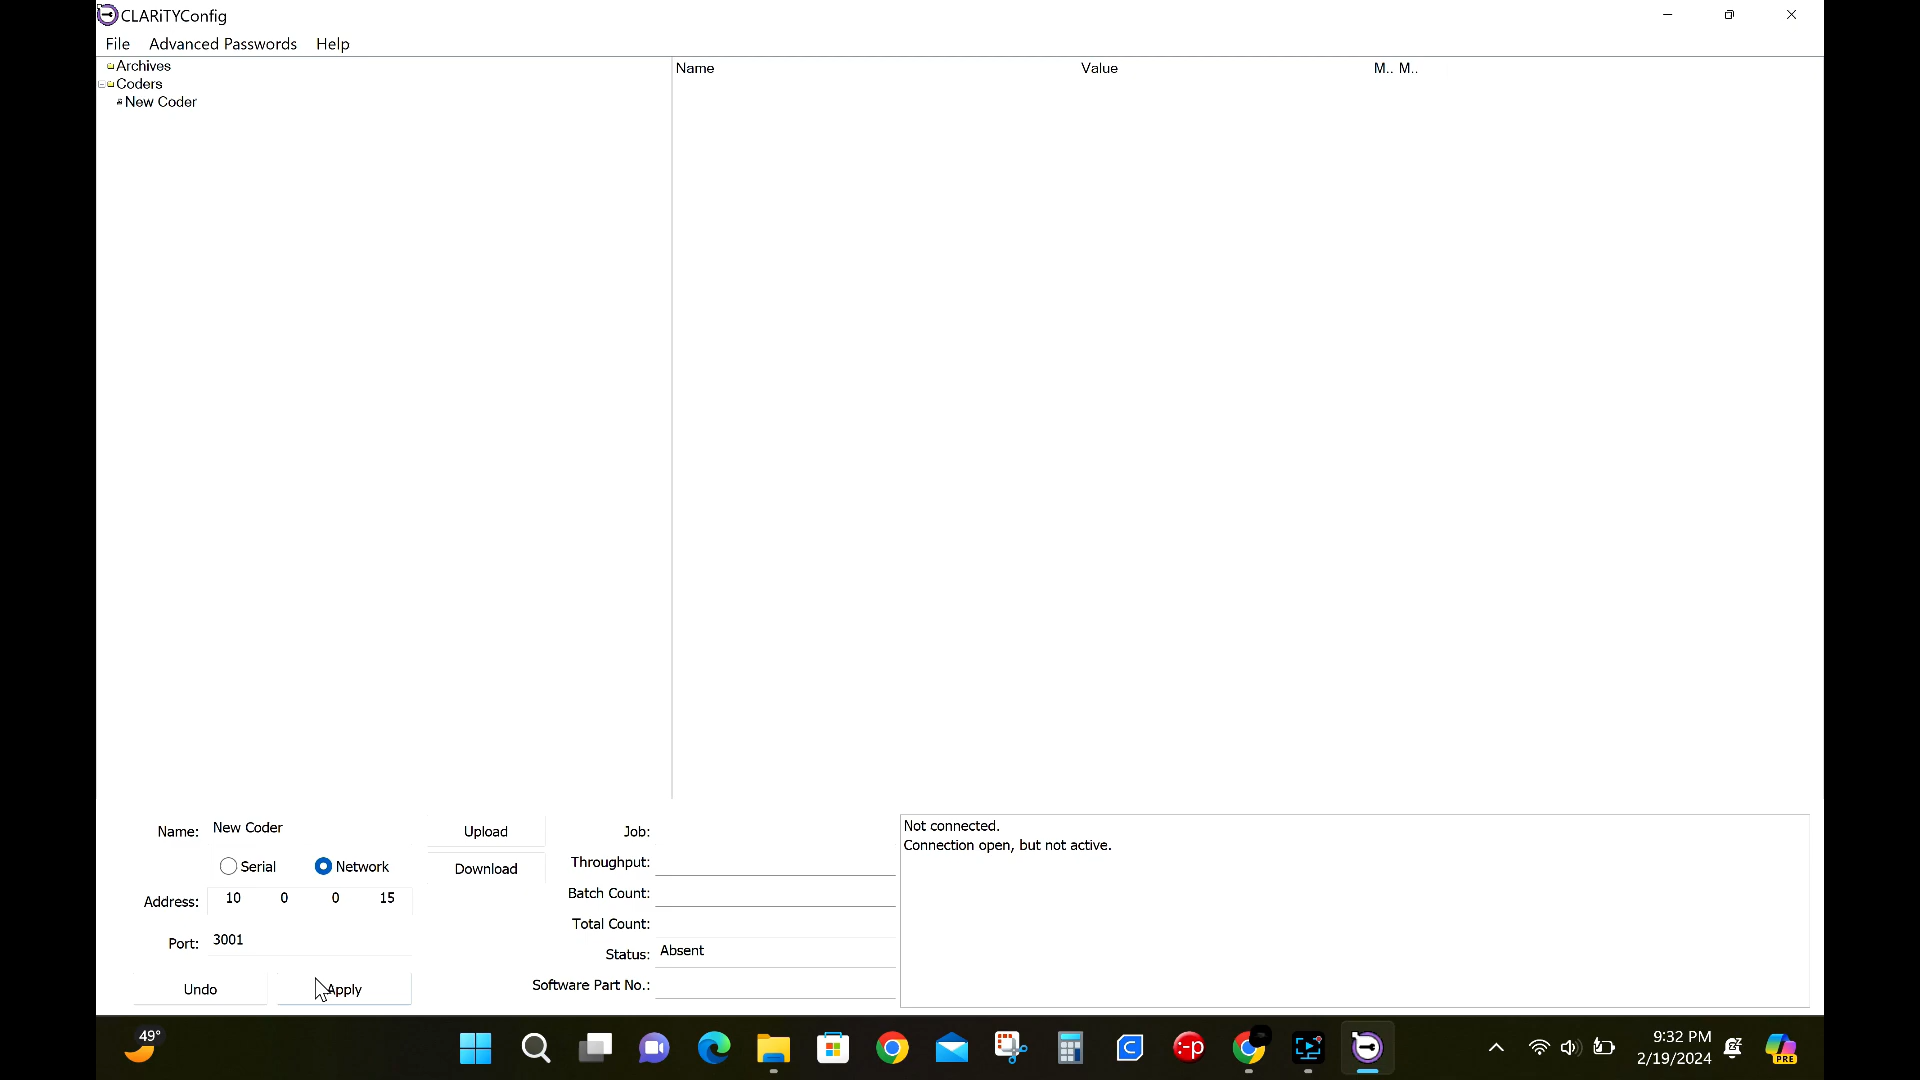 CLARiTYConfig
File Advanced Passwords Help
Archives
Coders
New Coder
Name Value M.. M..
Name: New Coder
Serial Network
Address: 10 0 0 15
Port: 3001
Undo Apply
Upload
Download
Job:
Throughput:
Batch Count:
Total Count:
Status: Absent
Software Part No.:
Not connected.
Connection open, but not active.
49°
C
:-p
PRE
9:32 PM
2/19/2024